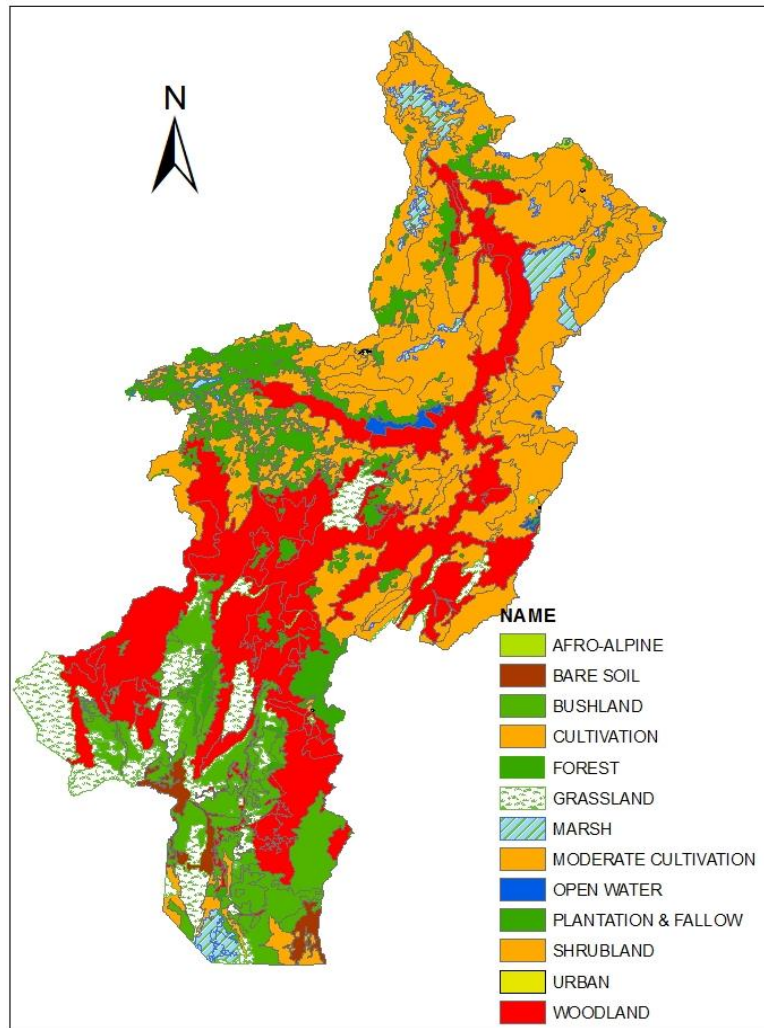 N
NAME
AFRO-ALPINE
BARE SOIL
BUSHLAND
CULTIVATION
FOREST
GRASSLAND
MARSH
MODERATE CULTIVATION
OPEN WATER
PLANTATION & FALLOW
SHRUBLAND
URBAN
WOODLAND